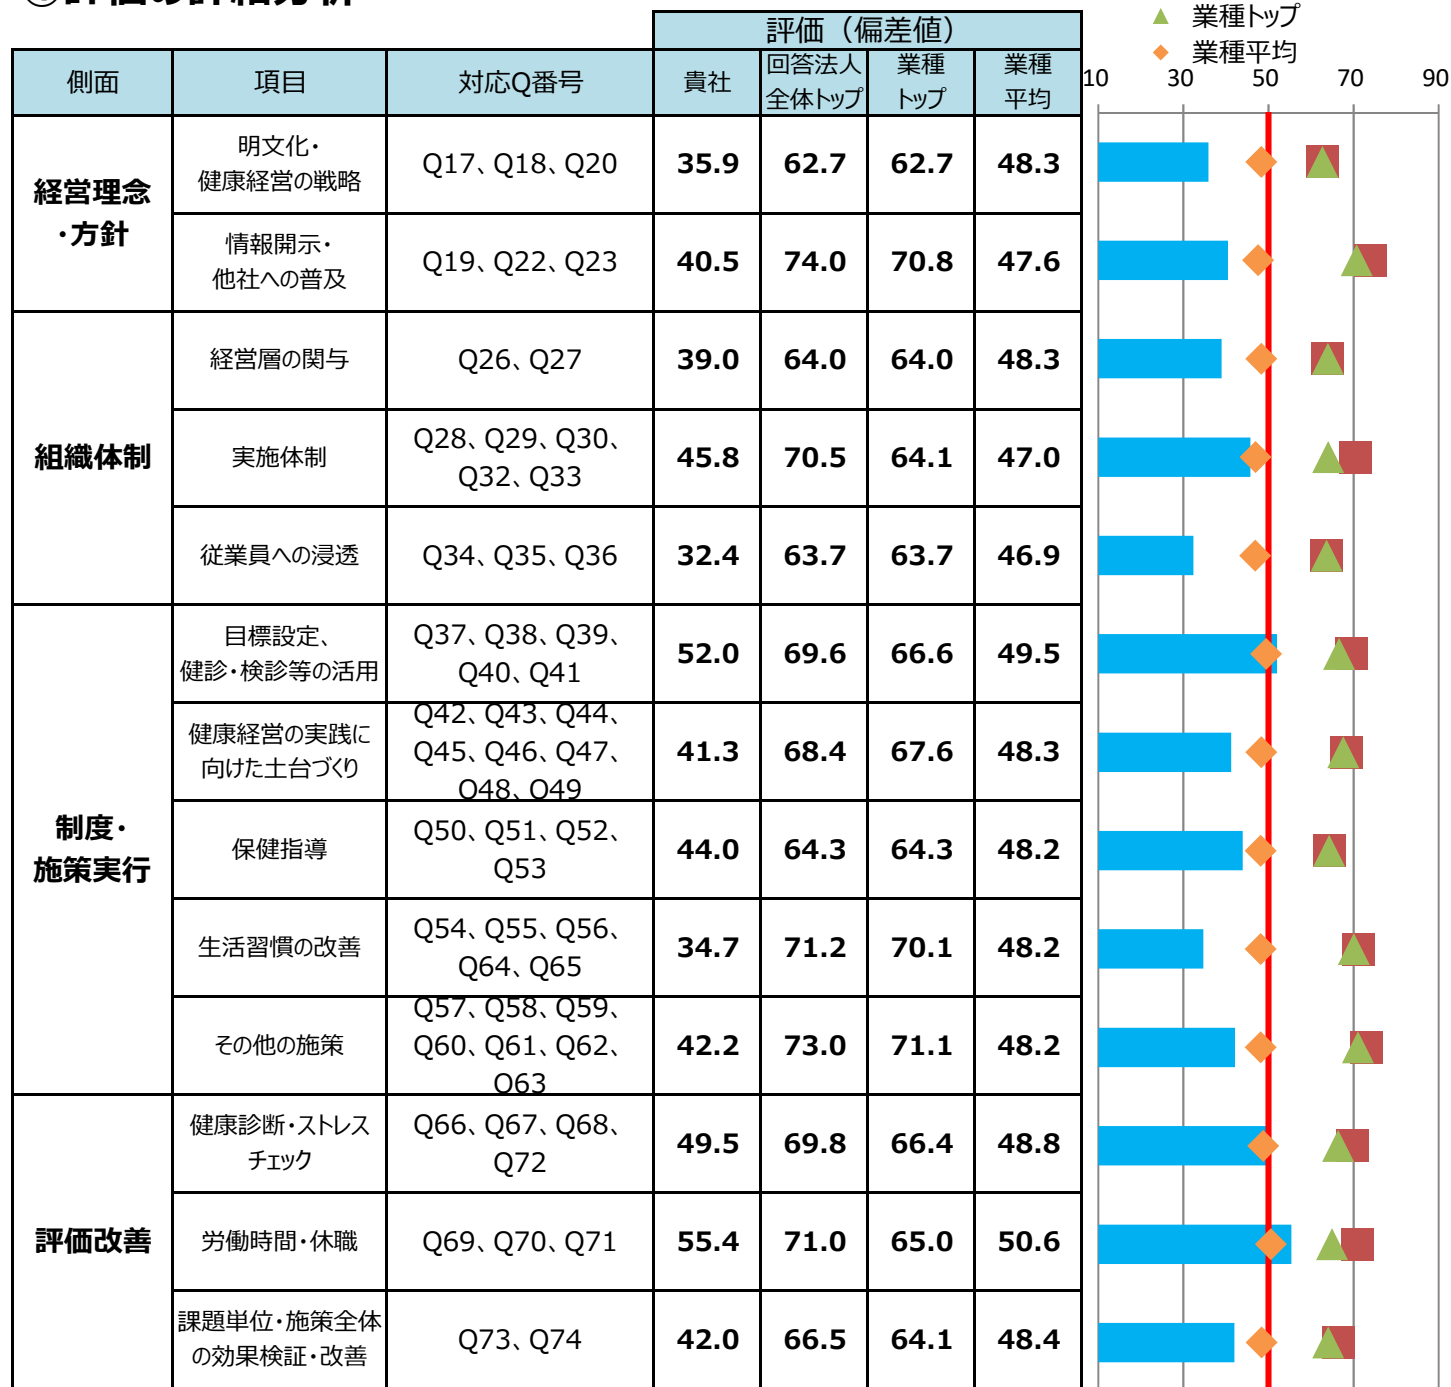 評価（偏差値）
▲ 業種トップ
◆ 業種平均
側面 項目 対応Q番号 貴社 回答法人 業種 業種
全体トップ トップ 平均
10 30 50 70 90
経営理念
・方針
明文化・
健康経営の戦略
Q17、Q18、Q20 35.9 62.7 62.7 48.3
情報開示・
他社への普及
Q19、Q22、Q23 40.5 74.0 70.8 47.6
組織体制
経営層の関与 Q26、Q27 39.0 64.0 64.0 48.3
実施体制
Q28、Q29、Q30、
Q32、Q33
45.8 70.5 64.1 47.0
従業員への浸透 Q34、Q35、Q36 32.4 63.7 63.7 46.9
制度・
施策実行
目標設定、
健診・検診等の活用
Q37、Q38、Q39、
Q40、Q41
52.0 69.6 66.6 49.5
健康経営の実践に
向けた土台づくり
Q42、Q43、Q44、
Q45、Q46、Q47、
Q48、Q49
41.3 68.4 67.6 48.3
保健指導
Q50、Q51、Q52、
Q53
44.0 64.3 64.3 48.2
生活習慣の改善
Q54、Q55、Q56、
Q64、Q65
34.7 71.2 70.1 48.2
その他の施策
Q57、Q58、Q59、
Q60、Q61、Q62、
Q63
42.2 73.0 71.1 48.2
評価改善
健康診断・ストレス
チェック
Q66、Q67、Q68、
Q72
49.5 69.8 66.4 48.8
労働時間・休職 Q69、Q70、Q71 55.4 71.0 65.0 50.6
課題単位・施策全体
の効果検証・改善
Q73、Q74 42.0 66.5 64.1 48.4